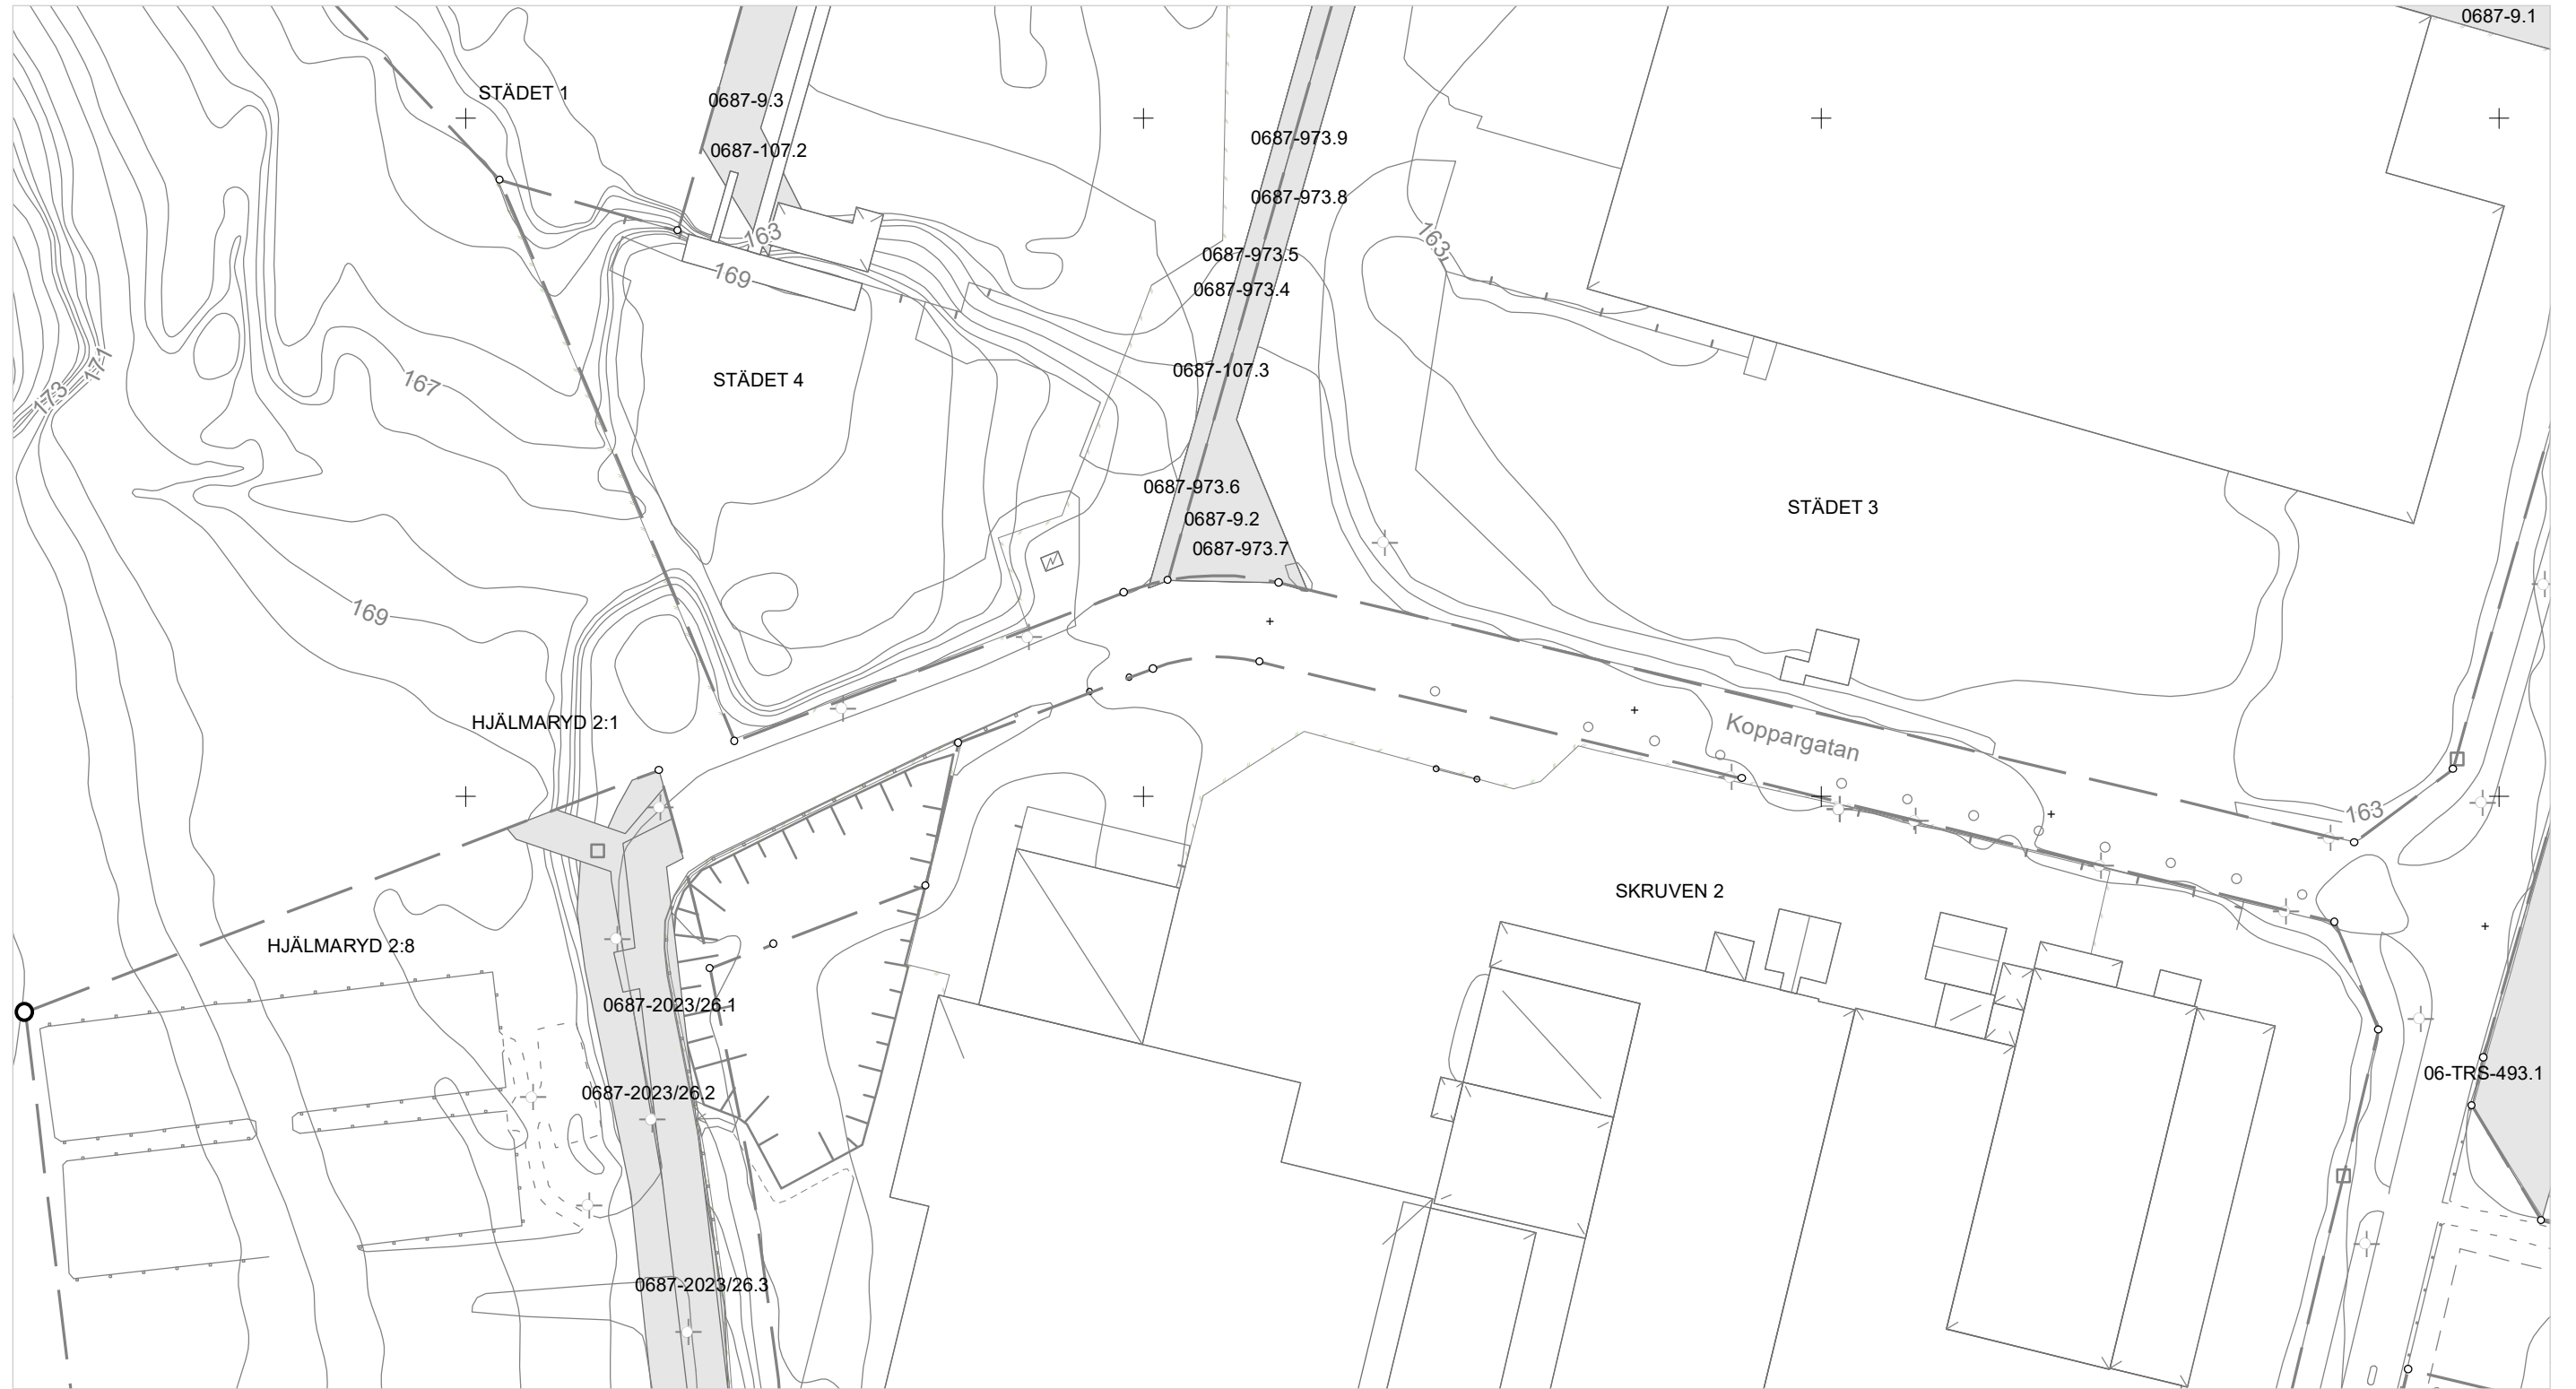 0687-9.1
STÄDET 1
0687-9.3
0687-973.9
0687-107.2
0687-973.8
163
163
0687-973.5
169
0687-973.4
171
0687-107.3
167
STÄDET 4
173
0687-973.6
STÄDET 3
0687-9.2
0687-973.7
169
HJÄLMARYD 2:1
Koppargatan
163
SKRUVEN 2
HJÄLMARYD 2:8
0687-2023/26.1
06-TRS-493.1
0687-2023/26.2
0687-2023/26.3